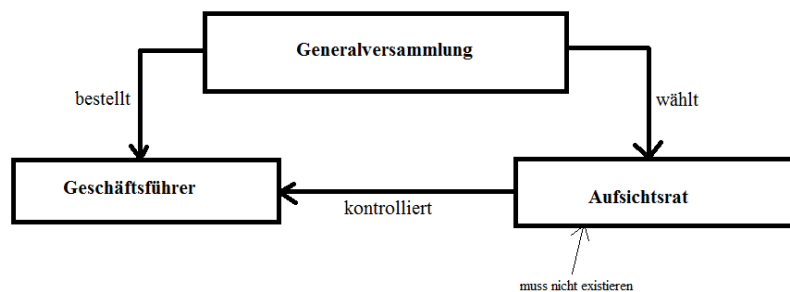 Generalversammlung
bestellt
wählt
Geschäftsführer
Aufsichtsrat
kontrolliert
muss nicht existieren